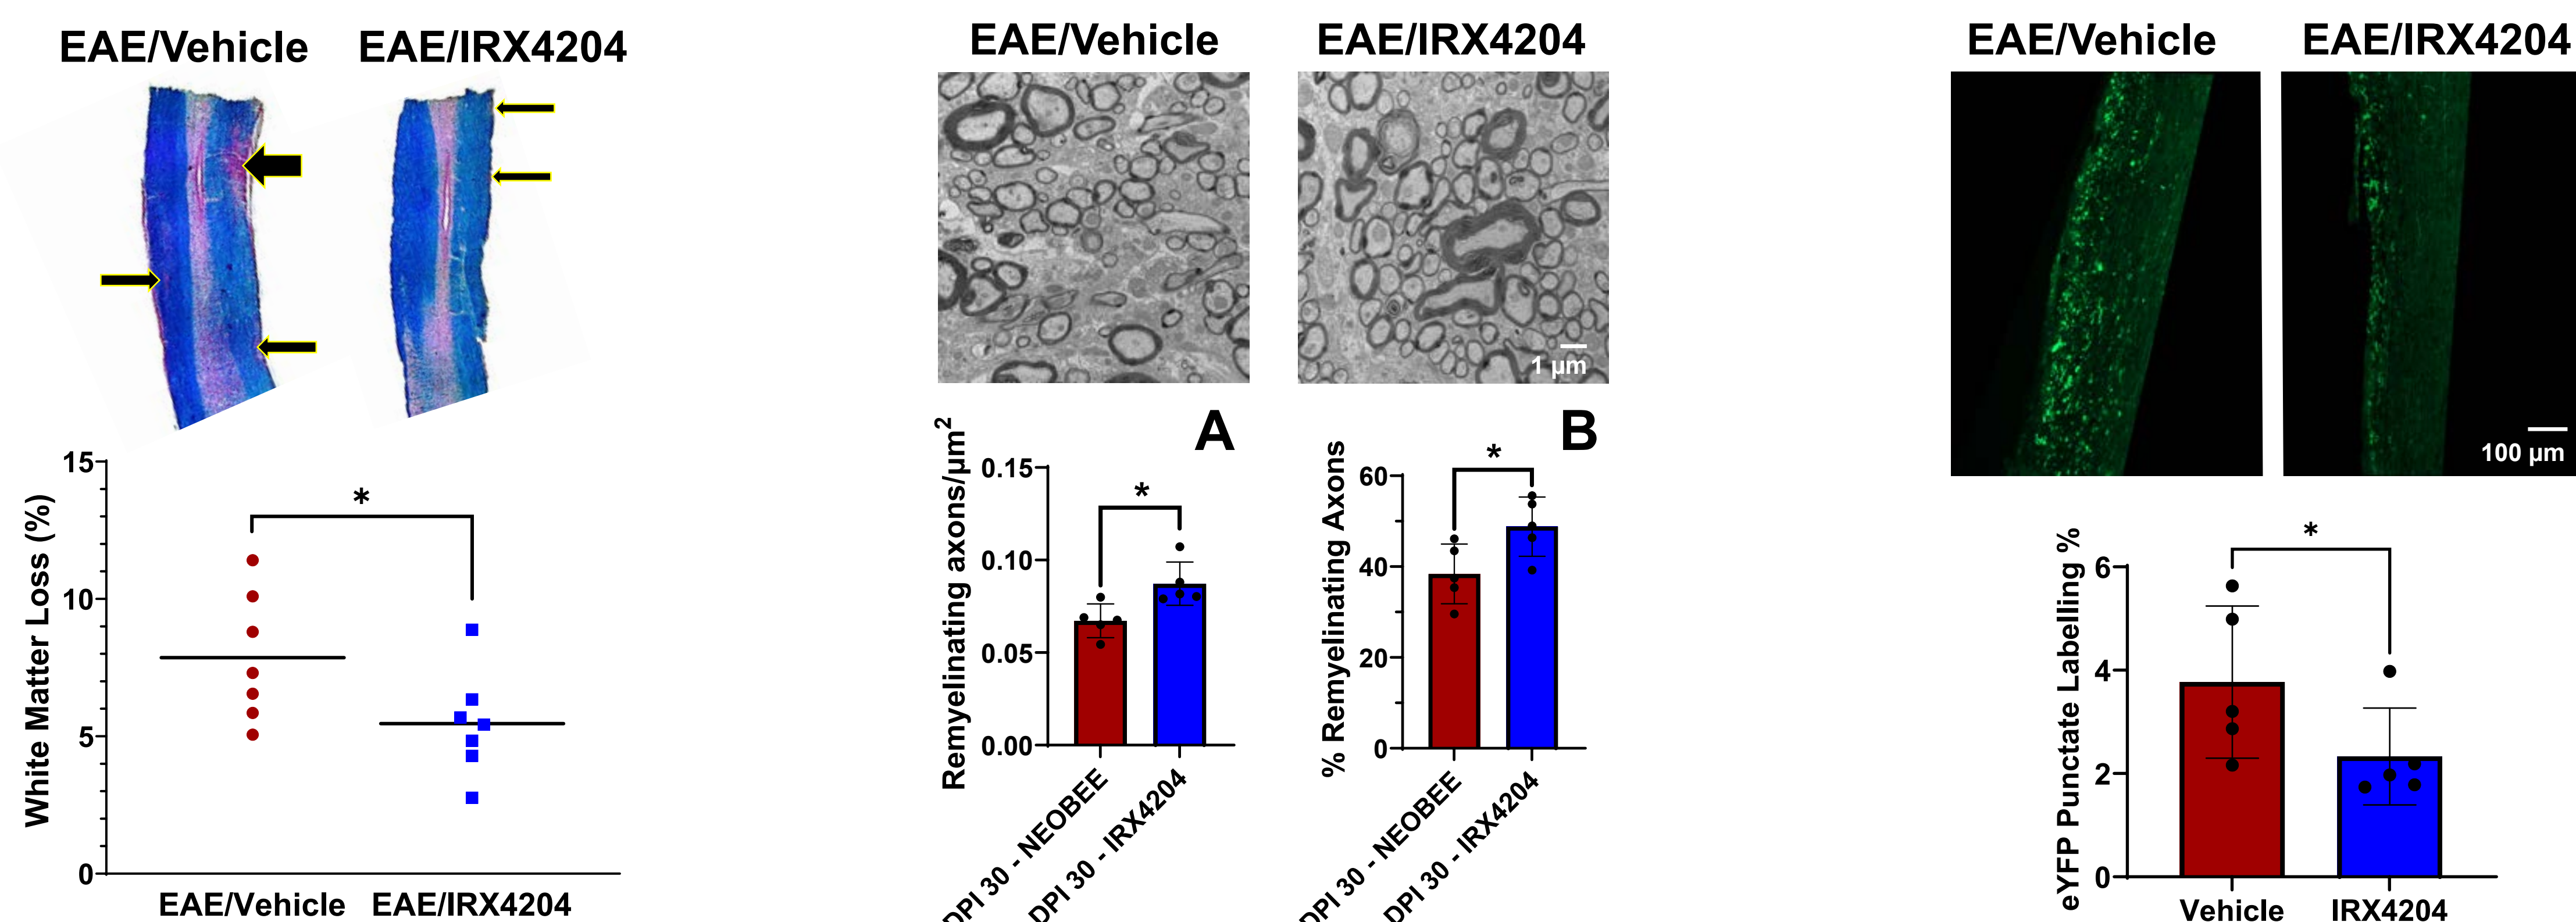 EAE/Vehicle EAE/IRX4204
White Matter Loss (%)
15
10
5
0
*
EAE/Vehicle EAE/IRX4204
EAE/Vehicle EAE/IRX4204
1 µm
A
Remyelinating axons/µm²
0.15
0.10
0.05
0.00
*
DPI 30 - NEOBEE
DPI 30 - IRX4204
B
% Remyelinating Axons
60
40
20
0
*
DPI 30 - NEOBEE
DPI 30 - IRX4204
EAE/Vehicle EAE/IRX4204
100 µm
eYFP Punctate Labelling %
6
4
2
0
*
Vehicle IRX4204